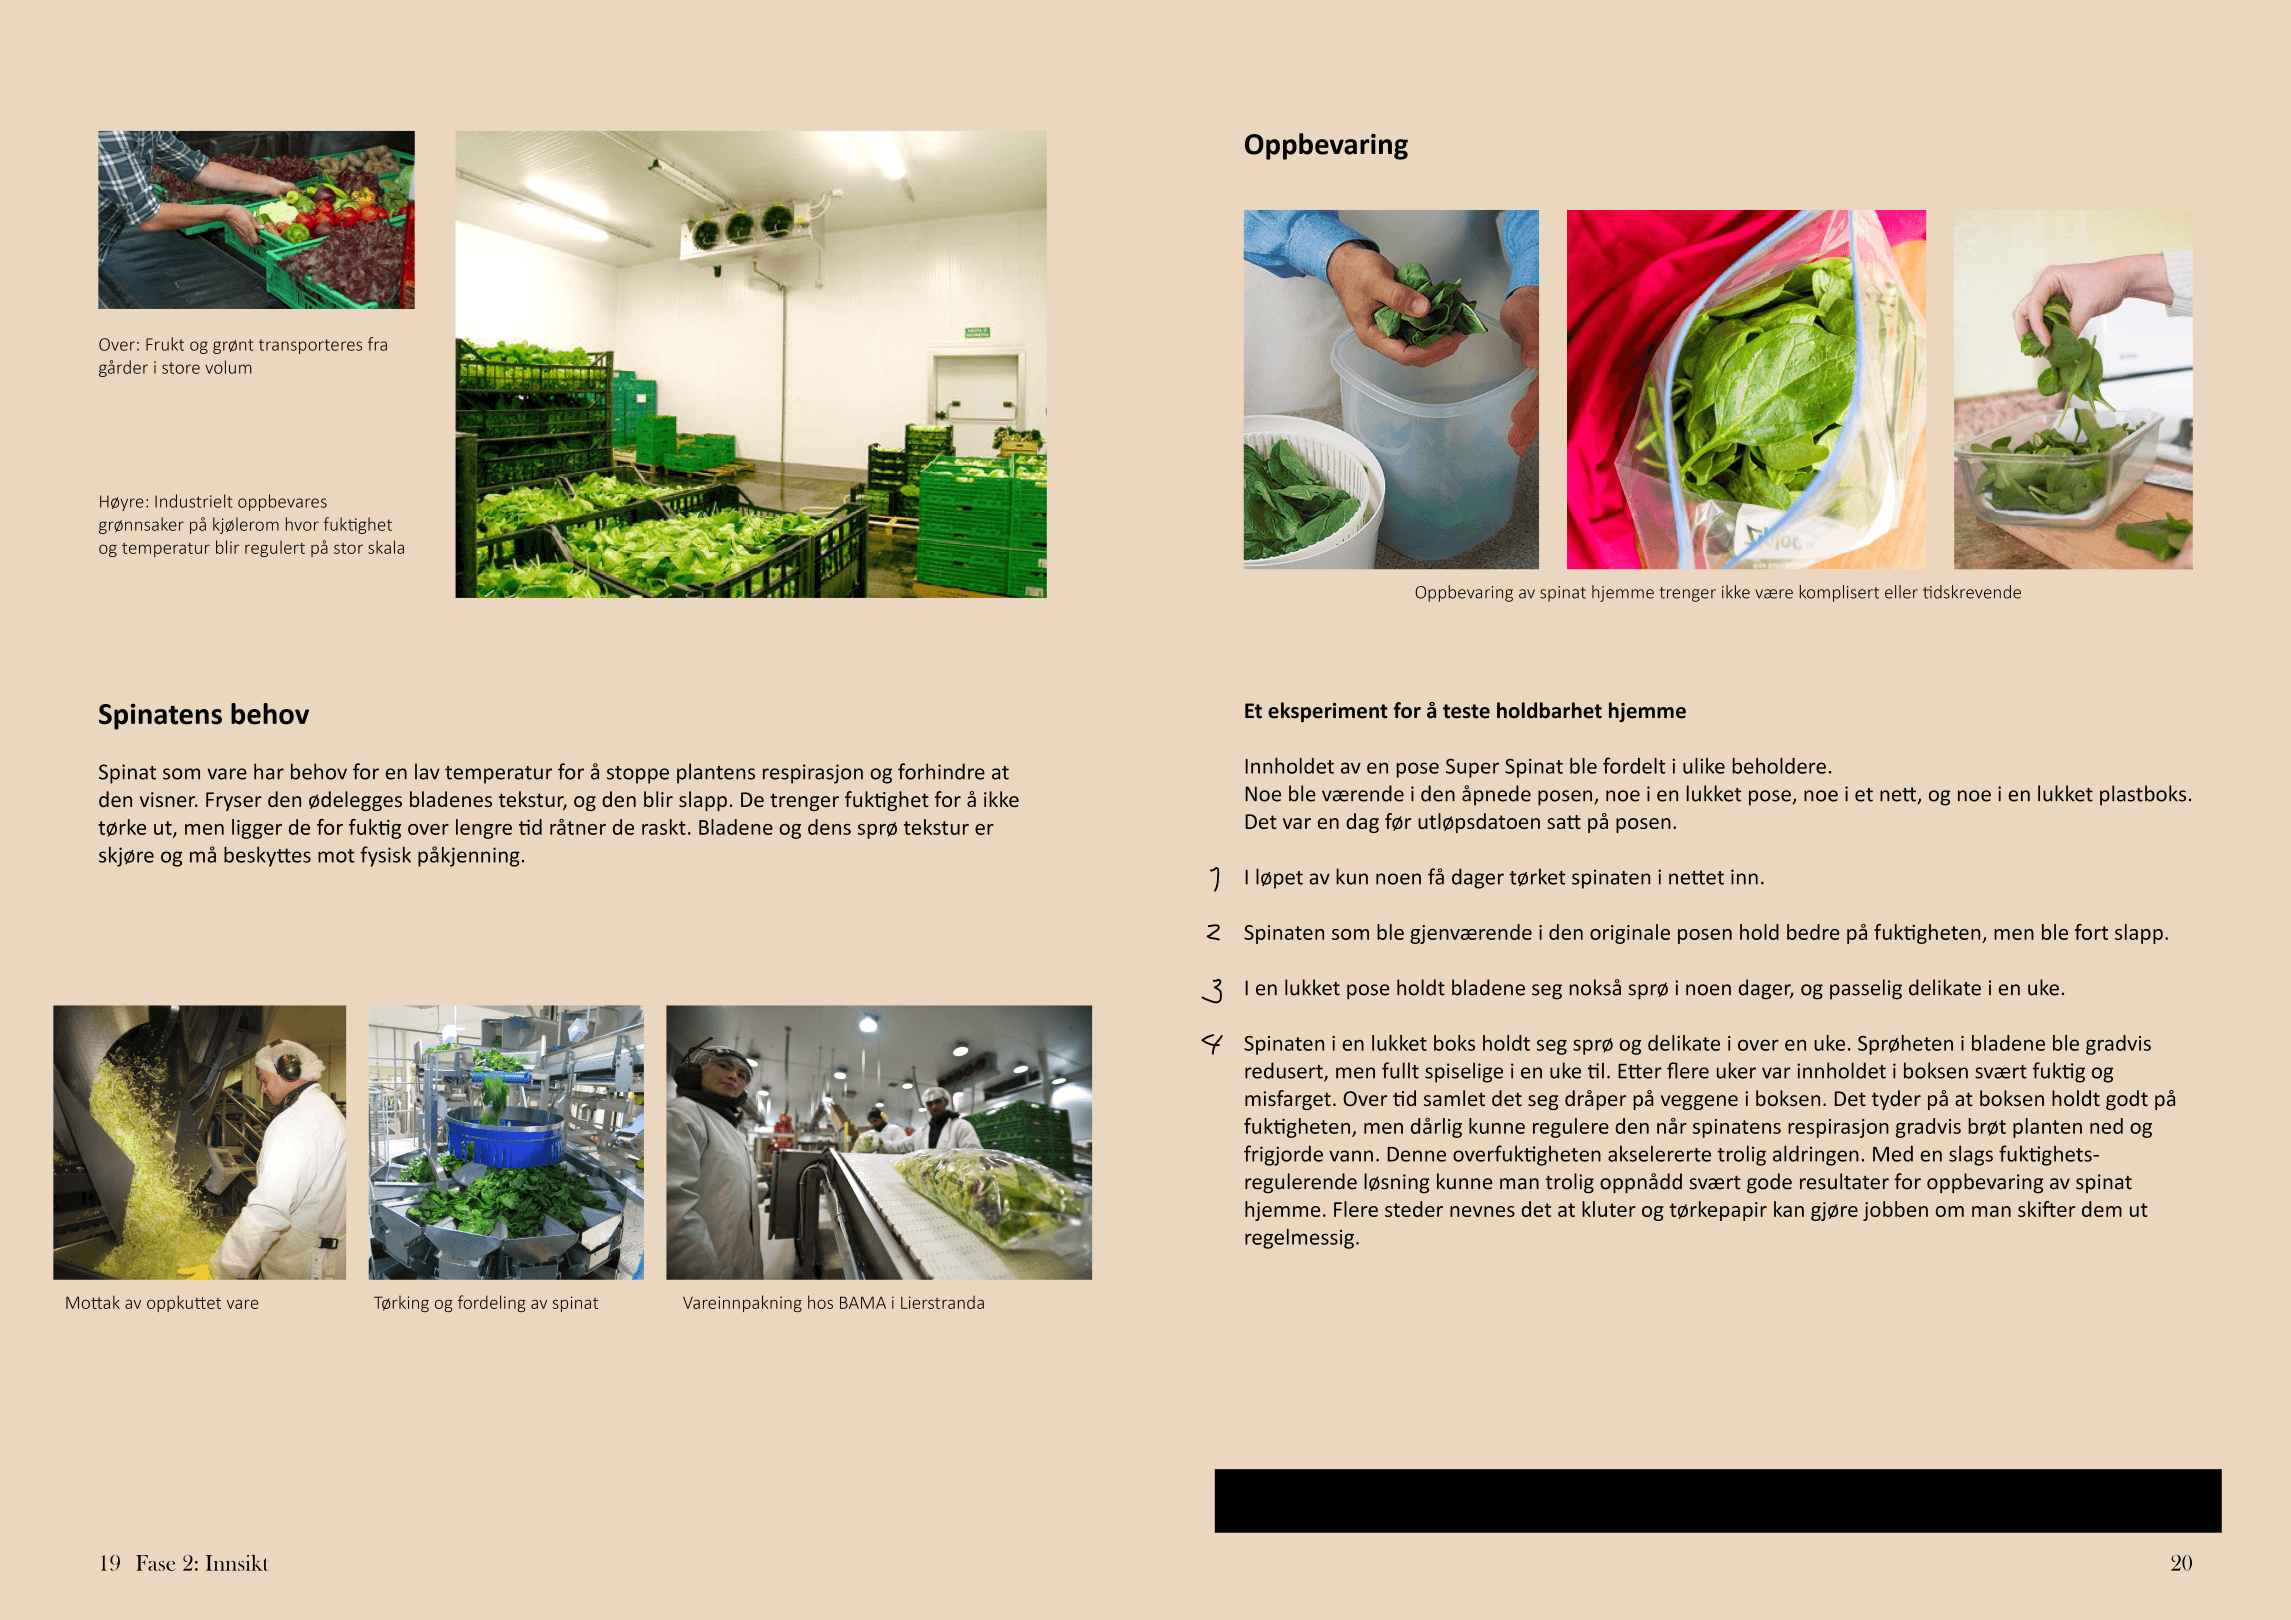 Over: Frukt og grønt transporteres fra
gårder i store volum
Høyre: Industrielt oppbevares
grønnsaker på kjølerom hvor fuktighet
og temperatur blir regulert på stor skala
Spinatens behov
Spinat som vare har behov for en lav temperatur for å stoppe plantens respirasjon og forhindre at
den visner. Fryser den ødelegges bladenes tekstur, og den blir slapp. De trenger fuktighet for å ikke
tørke ut, men ligger de for fuktig over lengre tid råtner de raskt. Bladene og dens sprø tekstur er
skjøre og må beskyttes mot fysisk påkjenning.
Mottak av oppkuttet vare
Tørking og fordeling av spinat
Vareinnpakning hos BAMA i Lierstranda
19 Fase 2: Innsikt
Oppbevaring
Oppbevaring av spinat hjemme trenger ikke være komplisert eller tidskrevende
Et eksperiment for å teste holdbarhet hjemme
Innholdet av en pose Super Spinat ble fordelt i ulike beholdere.
Noe ble værende i den åpnede posen, noe i en lukket pose, noe i et nett, og noe i en lukket plastboks.
Det var en dag før utløpsdatoen satt på posen.
1 I løpet av kun noen få dager tørket spinaten i nettet inn.
2 Spinaten som ble gjenværende i den originale posen hold bedre på fuktigheten, men ble fort slapp.
3 I en lukket pose holdt bladene seg nokså sprø i noen dager, og passelig delikate i en uke.
4 Spinaten i en lukket boks holdt seg sprø og delikate i over en uke. Sprøheten i bladene ble gradvis
redusert, men fullt spiselige i en uke til. Etter flere uker var innholdet i boksen svært fuktig og
misfarget. Over tid samlet det seg dråper på veggene i boksen. Det tyder på at boksen holdt godt på
fuktigheten, men dårlig kunne regulere den når spinatens respirasjon gradvis brøt planten ned og
frigjorde vann. Denne overfuktigheten akselererte trolig aldringen. Med en slags fuktighets-
regulerende løsning kunne man trolig oppnådd svært gode resultater for oppbevaring av spinat
hjemme. Flere steder nevnes det at kluter og tørkepapir kan gjøre jobben om man skifter dem ut
regelmessig.
20